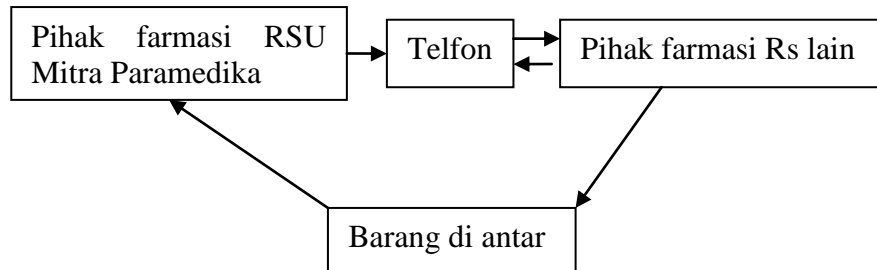 Pihak farmasi RSU
Mitra Paramedika
Telfon
Pihak farmasi Rs lain
Barang di antar